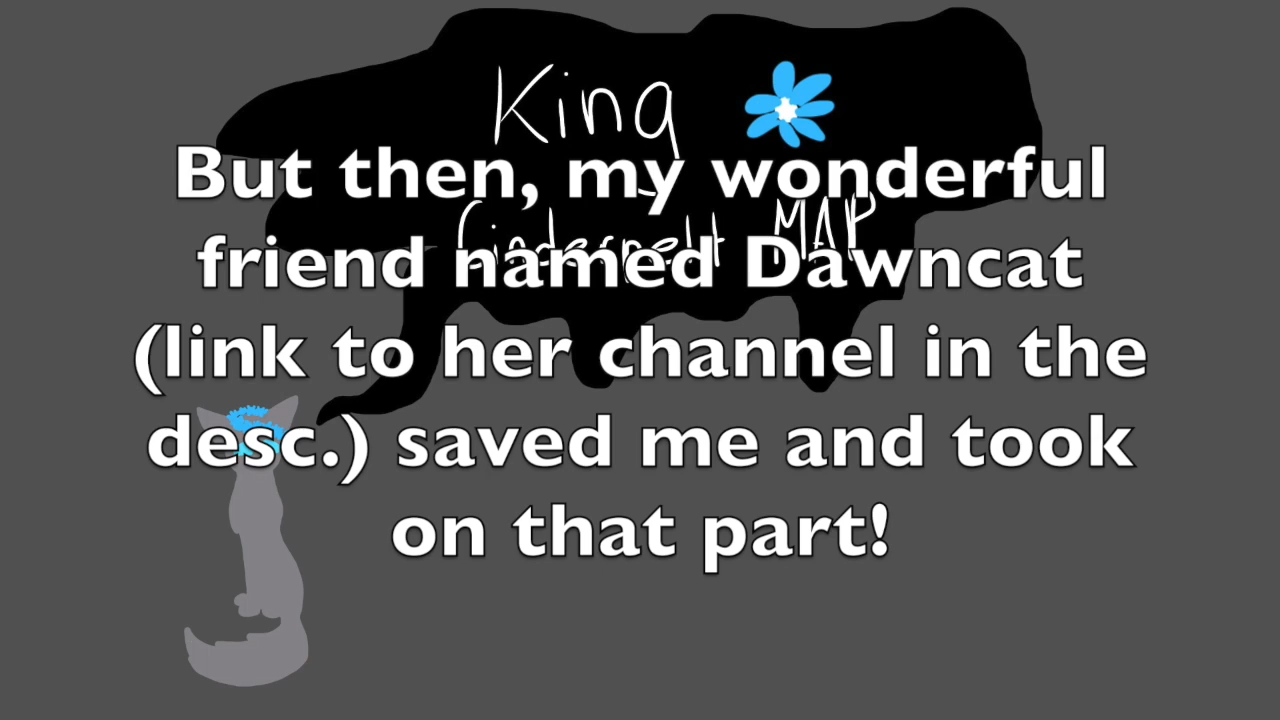 King
But then, my wonderful
Cinderpelt MAP
friend named Dawncat
(link to her channel in the
desc.) saved me and took
on that part!